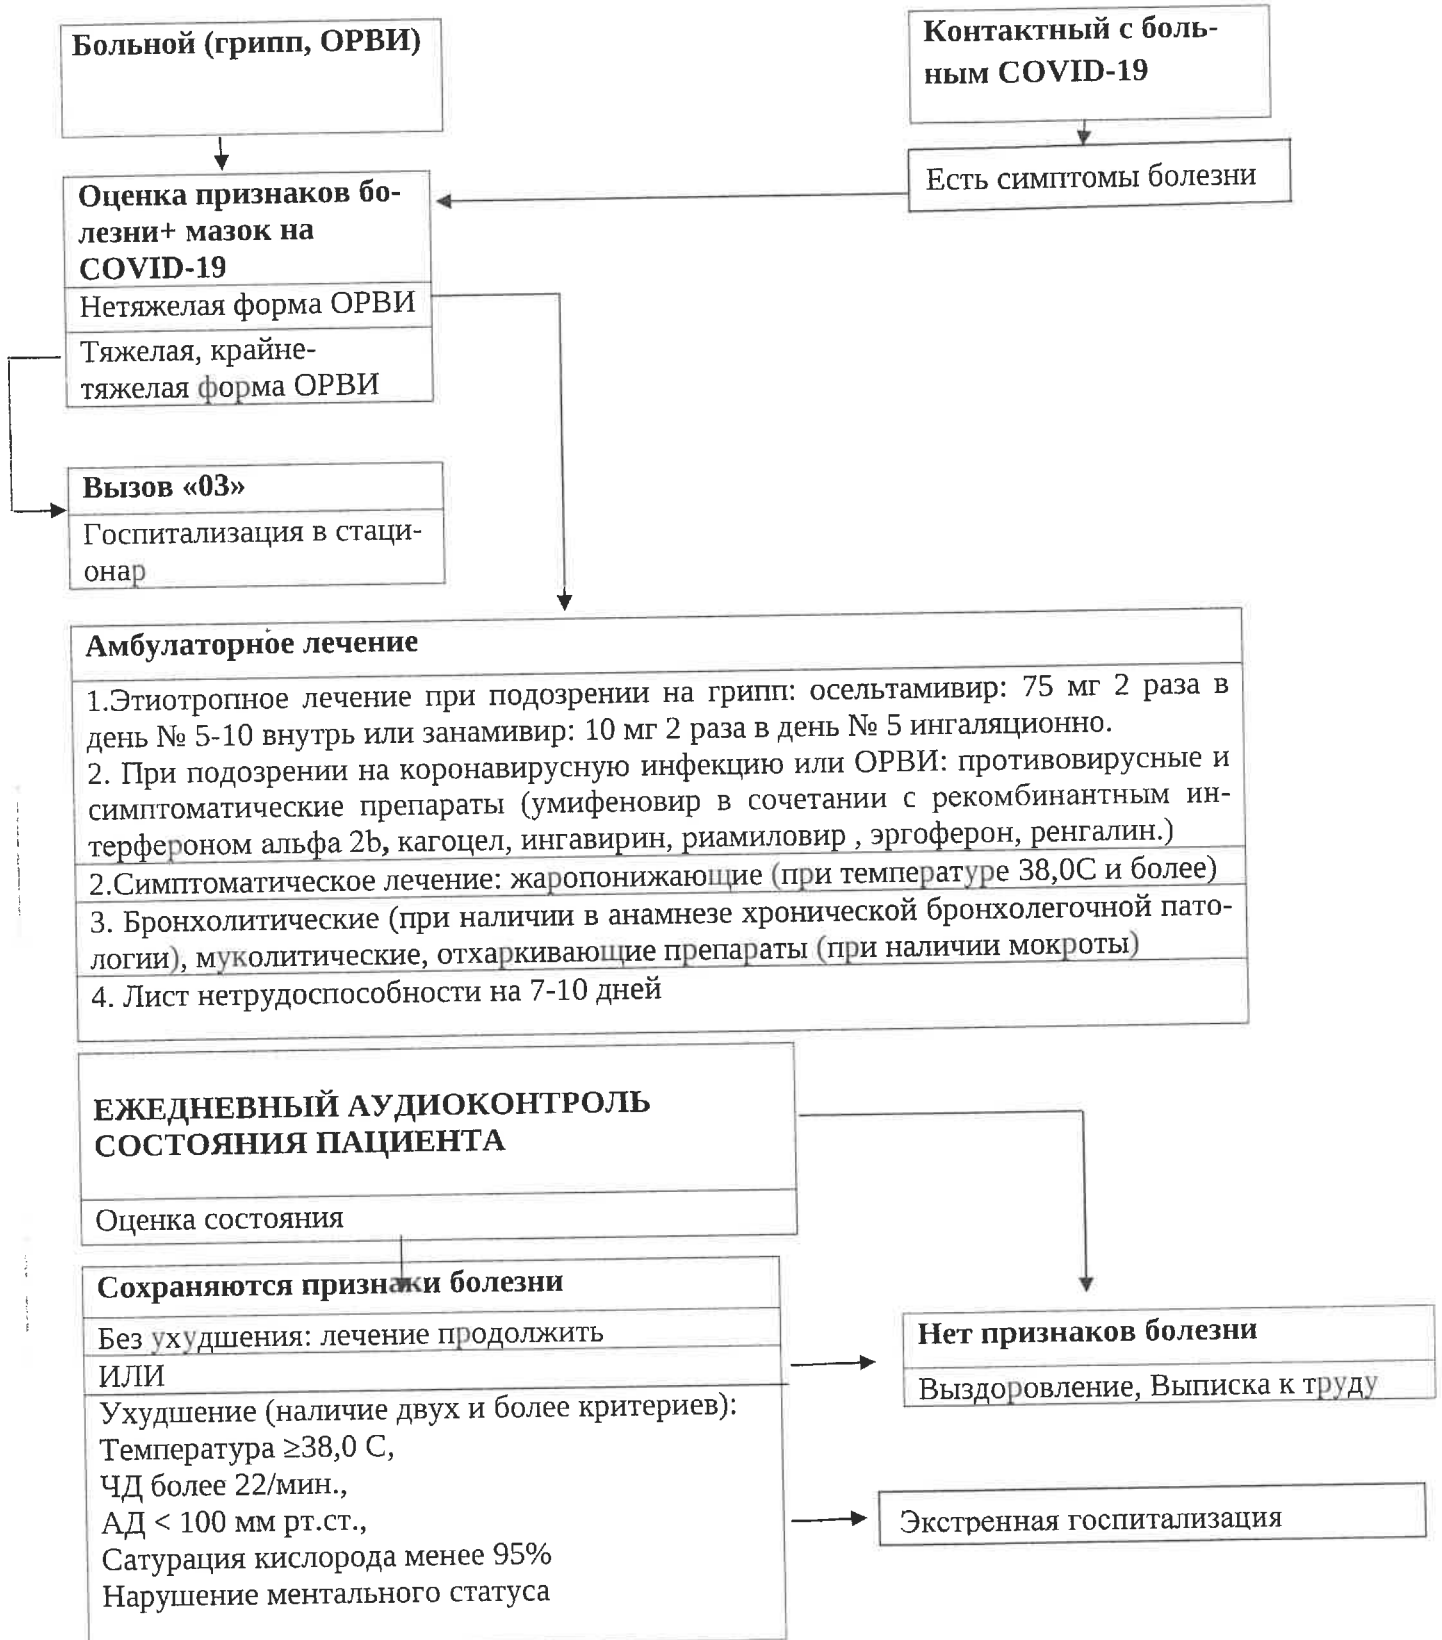 Больной (грипп, ОРВИ)
Контактный с боль-
ным COVID-19
Есть симптомы болезни
Оценка признаков бо-
лезни+ мазок на
COVID-19
Нетяжелая форма ОРВИ
Тяжелая, крайне-
тяжелая форма ОРВИ
Вызов «03»
Госпитализация в стаци-
онар
Амбулаторное лечение
1.Этиотропное лечение при подозрении на грипп: осельтамивир: 75 мг 2 раза в
день № 5-10 внутрь или занамивир: 10 мг 2 раза в день № 5 ингаляционно.
2. При подозрении на коронавирусную инфекцию или ОРВИ: противовирусные и
симптоматические препараты (умифеновир в сочетании с рекомбинантным ин-
терфероном альфа 2b, кагоцел, ингавирин, риамиловир , эргоферон, ренгалин.)
2.Симптоматическое лечение: жаропонижающие (при температуре 38,0С и более)
3. Бронхолитические (при наличии в анамнезе хронической бронхолегочной пато-
логии), муколитические, отхаркивающие препараты (при наличии мокроты)
4. Лист нетрудоспособности на 7-10 дней
ЕЖЕДНЕВНЫЙ АУДИОКОНТРОЛЬ
СОСТОЯНИЯ ПАЦИЕНТА
Оценка состояния
Сохраняются признаки болезни
Без ухудшения: лечение продолжить
ИЛИ
Ухудшение (наличие двух и более критериев):
Температура ≥38,0 С,
ЧД более 22/мин.,
АД < 100 мм рт.ст.,
Сатурация кислорода менее 95%
Нарушение ментального статуса
Нет признаков болезни
Выздоровление, Выписка к труду
Экстренная госпитализация